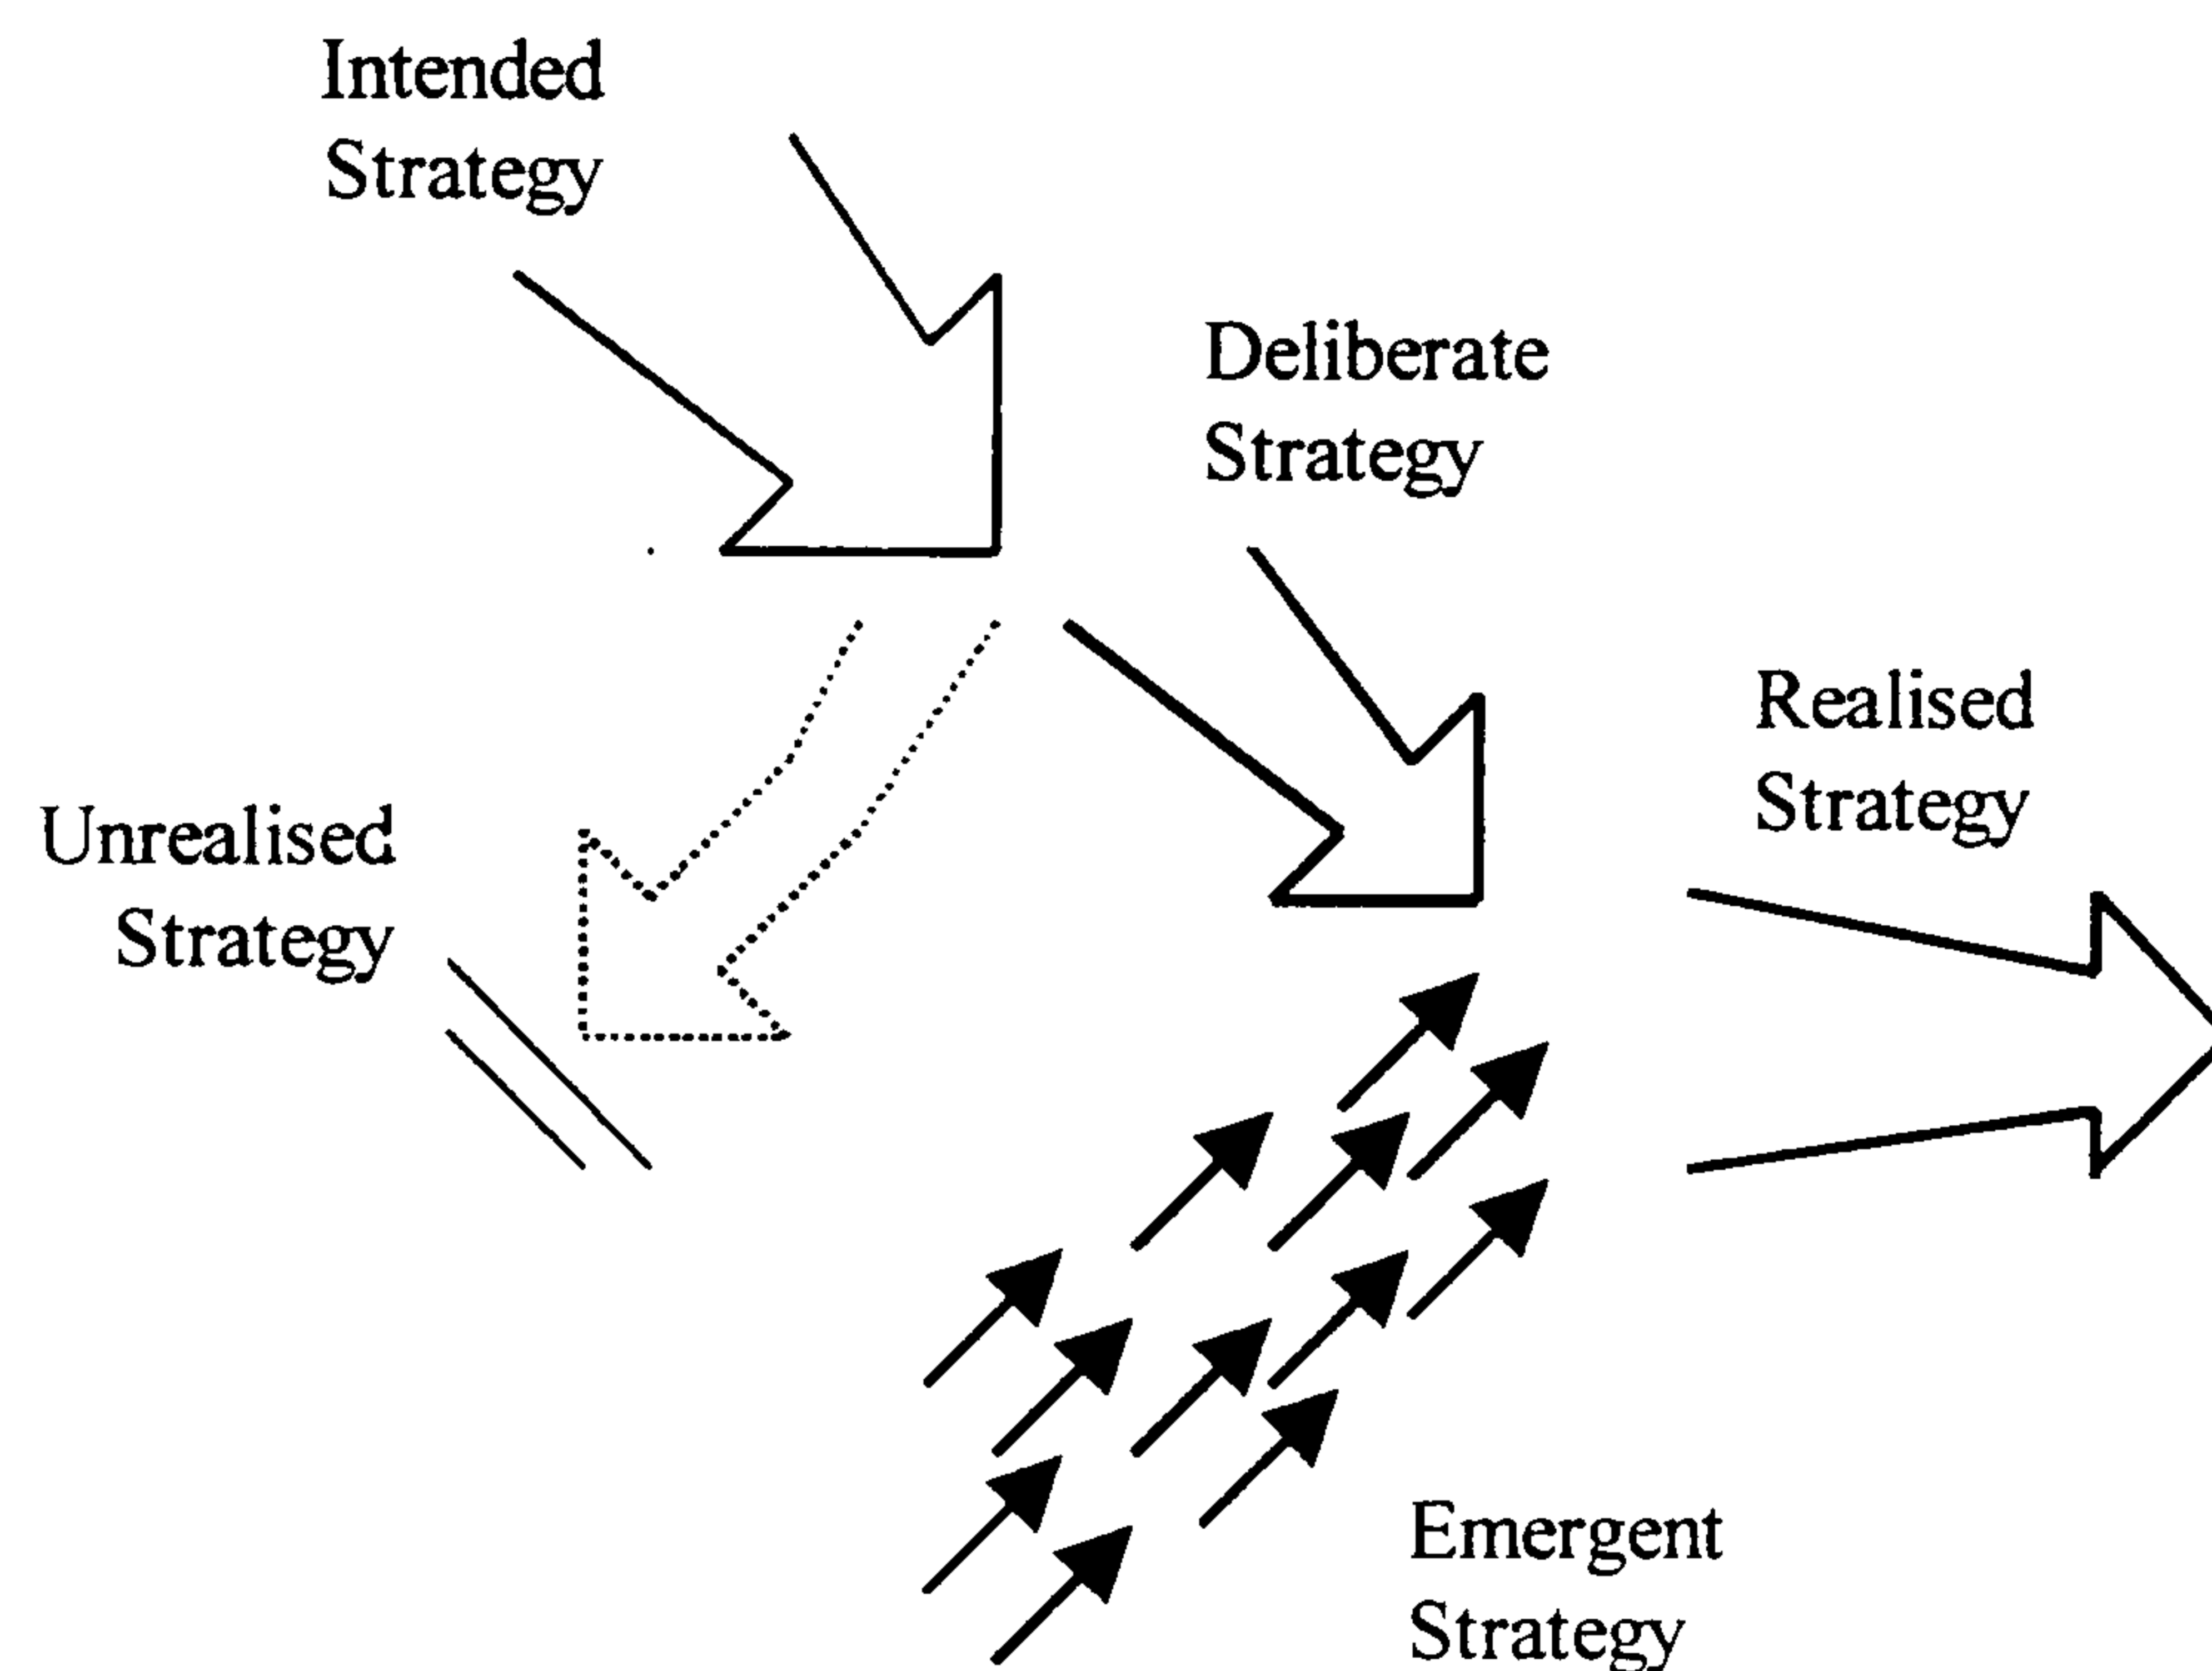 Intended
Strategy
Deliberate
Strategy
Realised
Strategy
Unrealised
Strategy
Emergent
Strategy